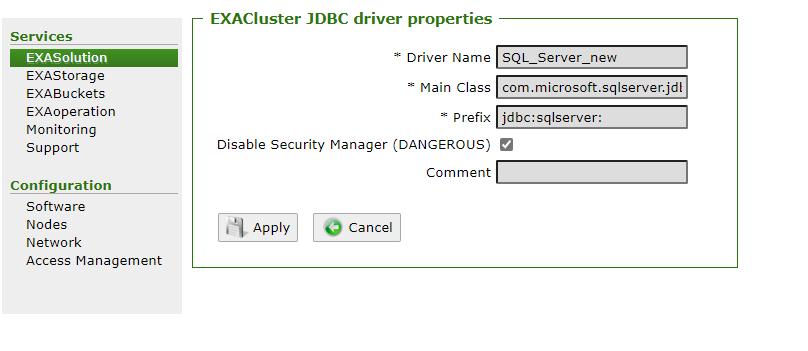 Services
EXASolution
EXAStorage
EXABuckets
EXAoperation
Monitoring
Support
Configuration
Software
Nodes
Network
Access Management
EXACluster JDBC driver properties
* Driver Name SQL_Server_new
* Main Class com.microsoft.sqlserver.jdb
* Prefix jdbc:sqlserver:
Disable Security Manager (DANGEROUS)
Comment
Apply Cancel